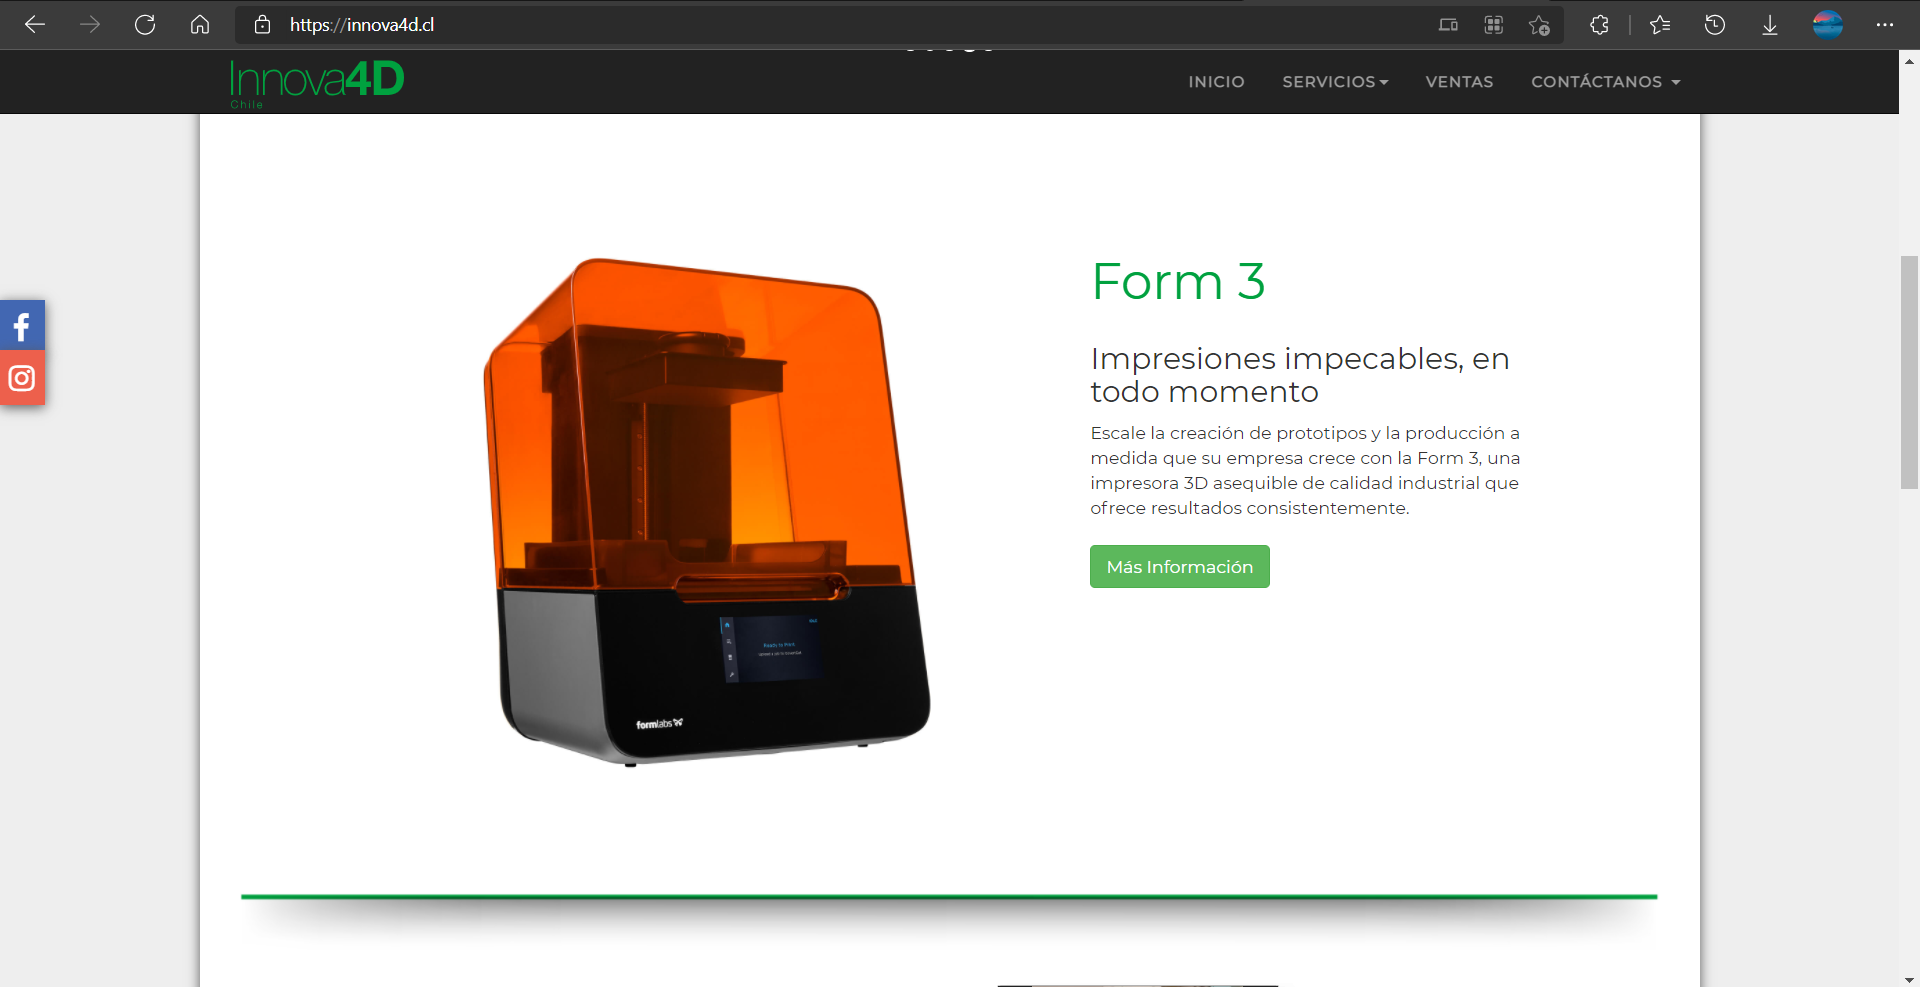 https://innova4d.cl
Innova4D
Chile
INICIO
SERVICIOS
VENTAS
CONTÁCTANOS
Form 3
Impresiones impecables, en
todo momento
Escale la creación de prototipos y la producción a
medida que su empresa crece con la Form 3, una
impresora 3D asequible de calidad industrial que
ofrece resultados consistentemente.
Más Información
formlabs